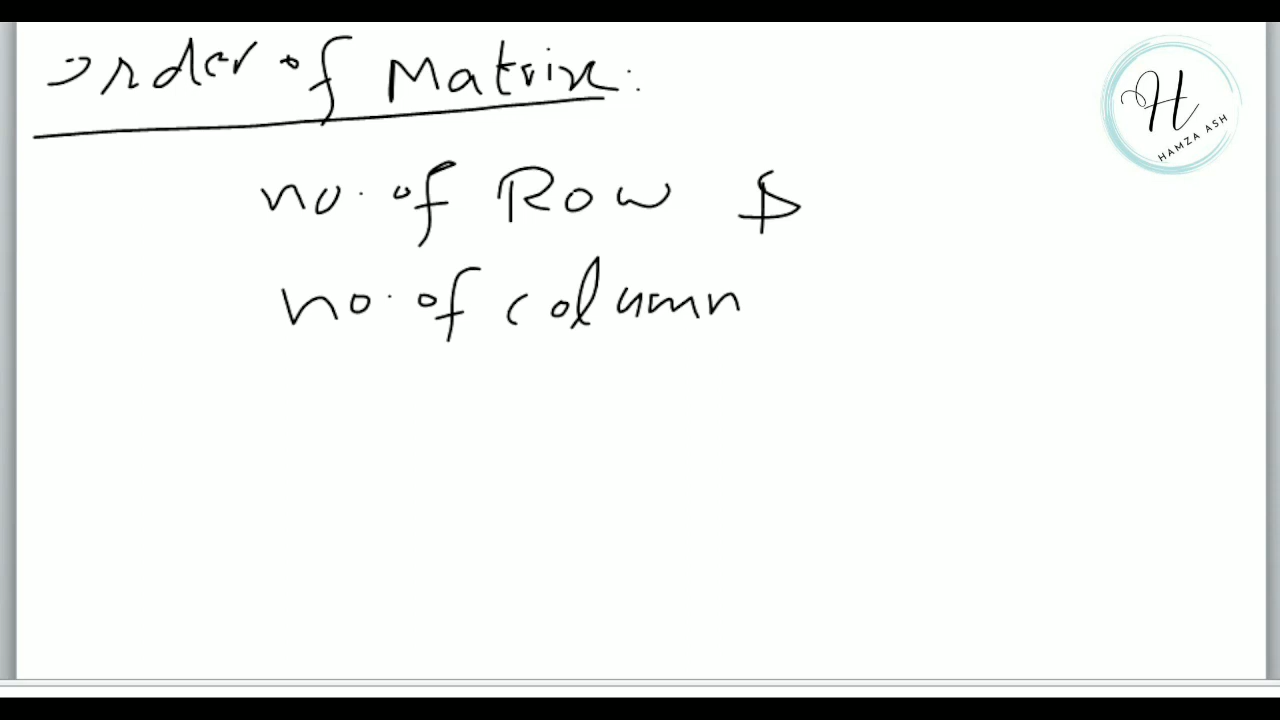 order of Matrix:
no. of Row &
no. of column
H
HAMZA ASH